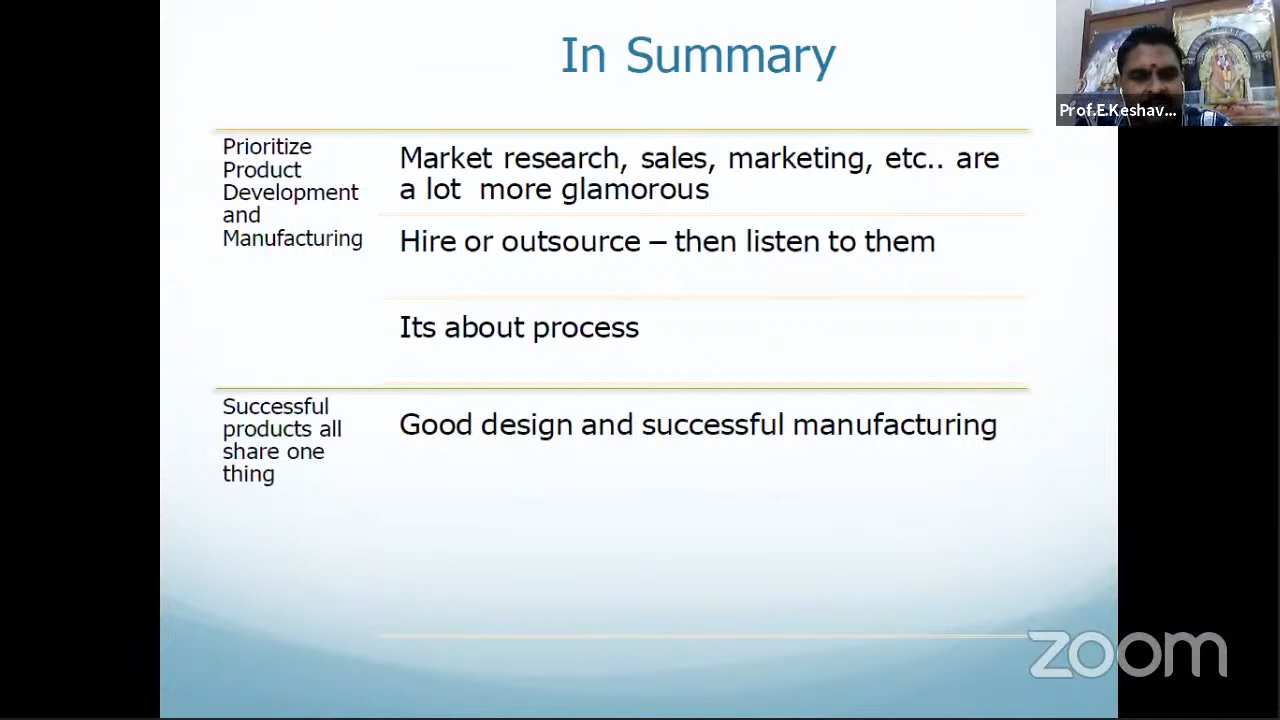 In Summary
Prof.E.Keshav...
Prioritize
Product
Development
and
Manufacturing
Market research, sales, marketing, etc.. are
a lot more glamorous
Hire or outsource – then listen to them
Its about process
Successful
products all
share one
thing
Good design and successful manufacturing
zoom